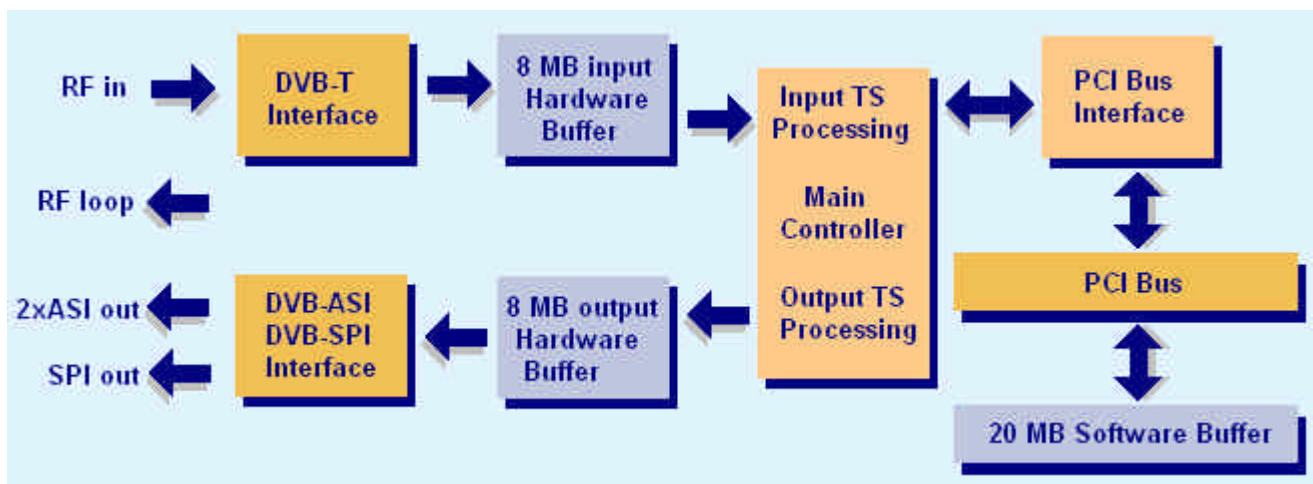 RF in
DVB-T
Interface
8 MB input
Hardware
Buffer
Input TS
Processing
Main
Controller
Output TS
Processing
PCI Bus
Interface
RF loop
2xASI out
SPI out
DVB-ASI
DVB-SPI
Interface
8 MB output
Hardware
Buffer
PCI Bus
20 MB Software Buffer